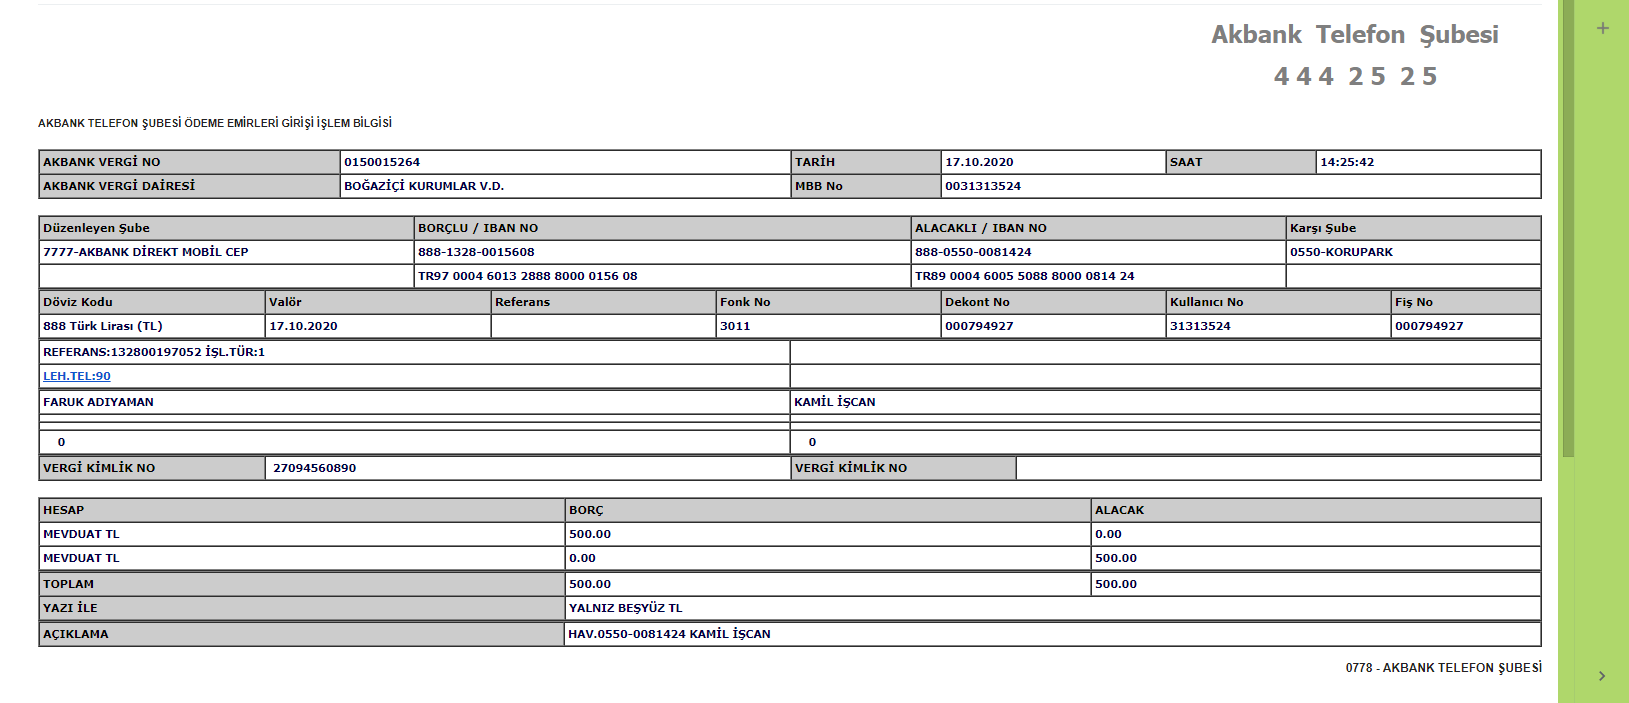 Akbank Telefon Şubesi
444 25 25
AKBANK TELEFON ŞUBESİ ÖDEME EMİRLERİ GİRİŞİ İŞLEM BİLGİSİ
AKBANK VERGİ NO 0150015264 TARİH 17.10.2020 SAAT 14:25:42
AKBANK VERGİ DAİRESİ BOĞAZİÇİ KURUMLAR V.D. MBB No 0031313524
Düzenleyen Şube BORÇLU / IBAN NO ALACAKLI / IBAN NO Karşı Şube
7777-AKBANK DİREKT MOBİL CEP 888-1328-0015608 888-0550-0081424 0550-KORUPARK
TR97 0004 6013 2888 8000 0156 08 TR89 0004 6005 5088 8000 0814 24
Döviz Kodu Valör Referans Fonk No Dekont No Kullanıcı No Fiş No
888 Türk Lirası (TL) 17.10.2020 3011 000794927 31313524 000794927
REFERANS:132800197052 İŞL.TÜR:1
LEH.TEL:90
FARUK ADIYAMAN KAMİL İŞCAN
0 0
VERGİ KİMLİK NO 27094560890 VERGİ KİMLİK NO
HESAP BORÇ ALACAK
MEVDUAT TL 500.00 0.00
MEVDUAT TL 0.00 500.00
TOPLAM 500.00 500.00
YAZI İLE YALNIZ BEŞYÜZ TL
AÇIKLAMA HAV.0550-0081424 KAMİL İŞCAN
0778 - AKBANK TELEFON ŞUBESİ